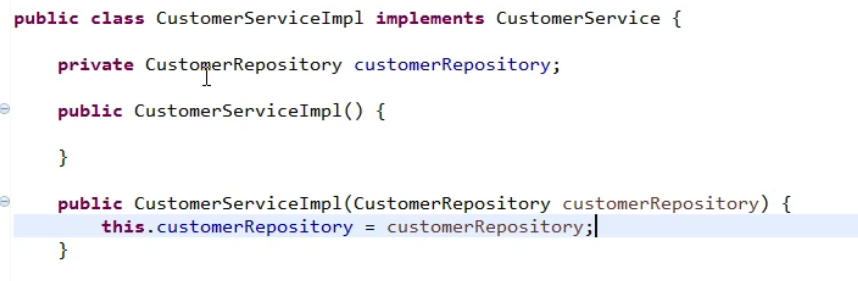 public class CustomerServiceImpl implements CustomerService {
private CustomerRepository customerRepository;
public CustomerServiceImpl() {
}
public CustomerServiceImpl(CustomerRepository customerRepository) {
this.customerRepository = customerRepository;
}